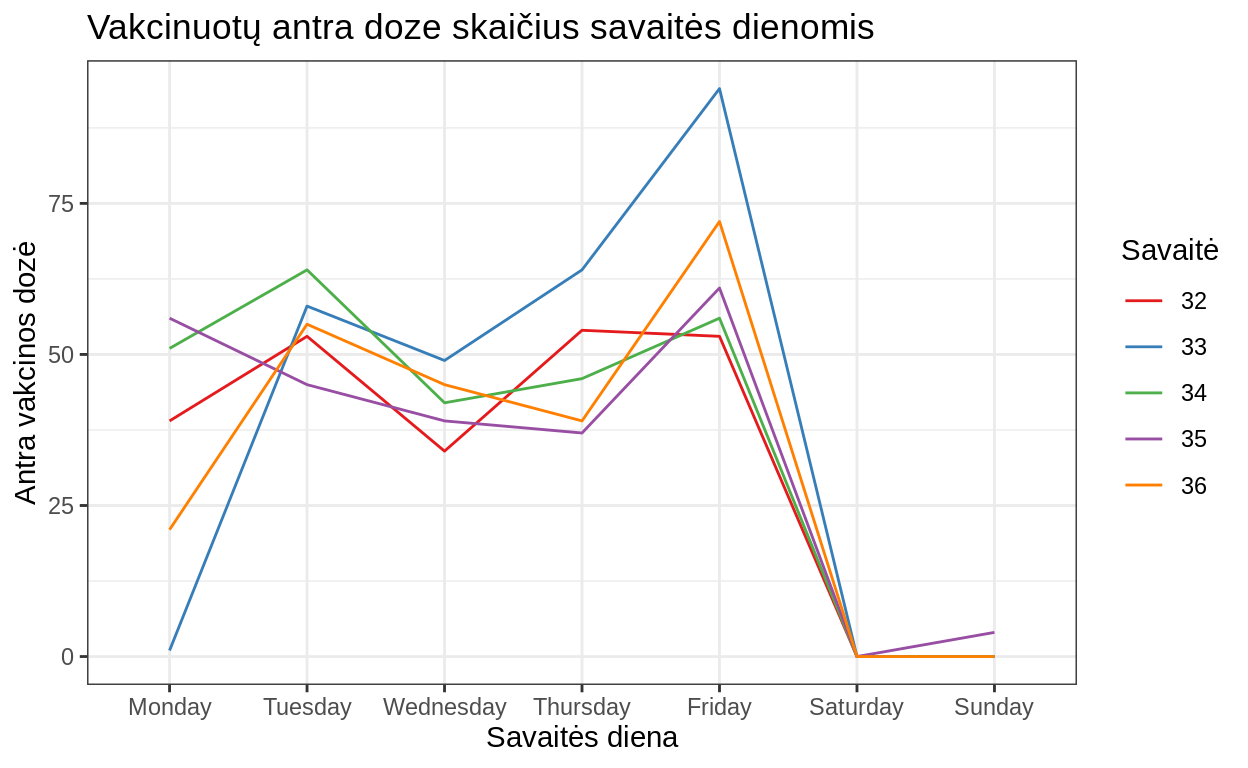 Vakcinuotų antra doze skaičius savaitės dienomis
Antra vakcinos dozė
75
50
25
0
Monday Tuesday Wednesday Thursday Friday Saturday Sunday
Savaitės diena
Savaitė
32
33
34
35
36